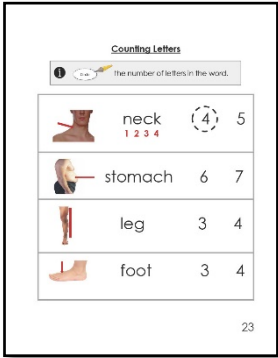 Counting Letters
Circle the number of letters in the word.
neck 4 5
1 2 3 4
stomach 6 7
leg 3 4
foot 3 4
23